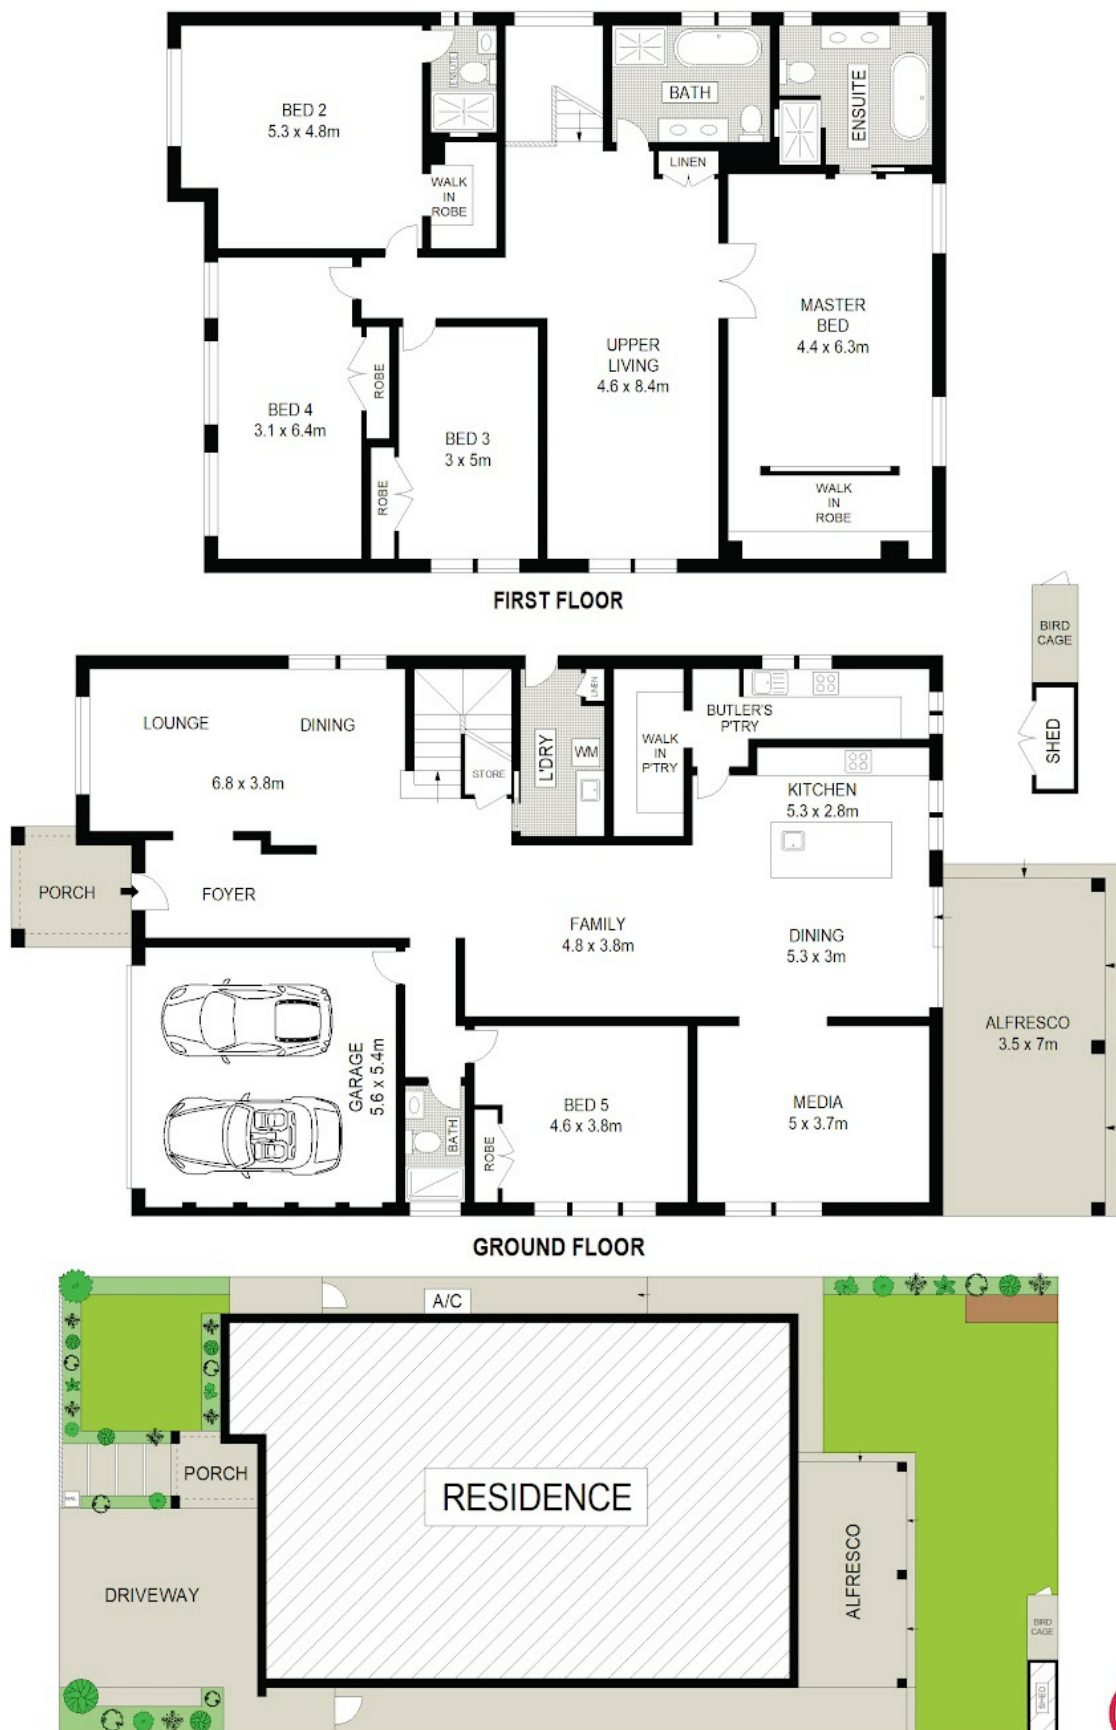 BED 2
5.3 x 4.8m
ENSUITE
BATH
ENSUITE
LINEN
WALK
IN
ROBE
MASTER
BED
4.4 x 6.3m
UPPER
LIVING
4.6 x 8.4m
ROBE
BED 4
3.1 x 6.4m
BED 3
3 x 5m
ROBE
WALK
IN
ROBE
FIRST FLOOR
BIRD
CAGE
SHED
LOUNGE
DINING
6.8 x 3.8m
STORE
L'DRY
LINEN
WM
WALK
IN
P'TRY
BUTLER'S
P'TRY
KITCHEN
5.3 x 2.8m
PORCH
FOYER
FAMILY
4.8 x 3.8m
DINING
5.3 x 3m
ALFRESCO
3.5 x 7m
GARAGE
5.6 x 5.4m
BATH
ROBE
BED 5
4.6 x 3.8m
MEDIA
5 x 3.7m
GROUND FLOOR
A/C
PORCH
RESIDENCE
DRIVEWAY
ALFRESCO
BIRD
CAGE
SHED